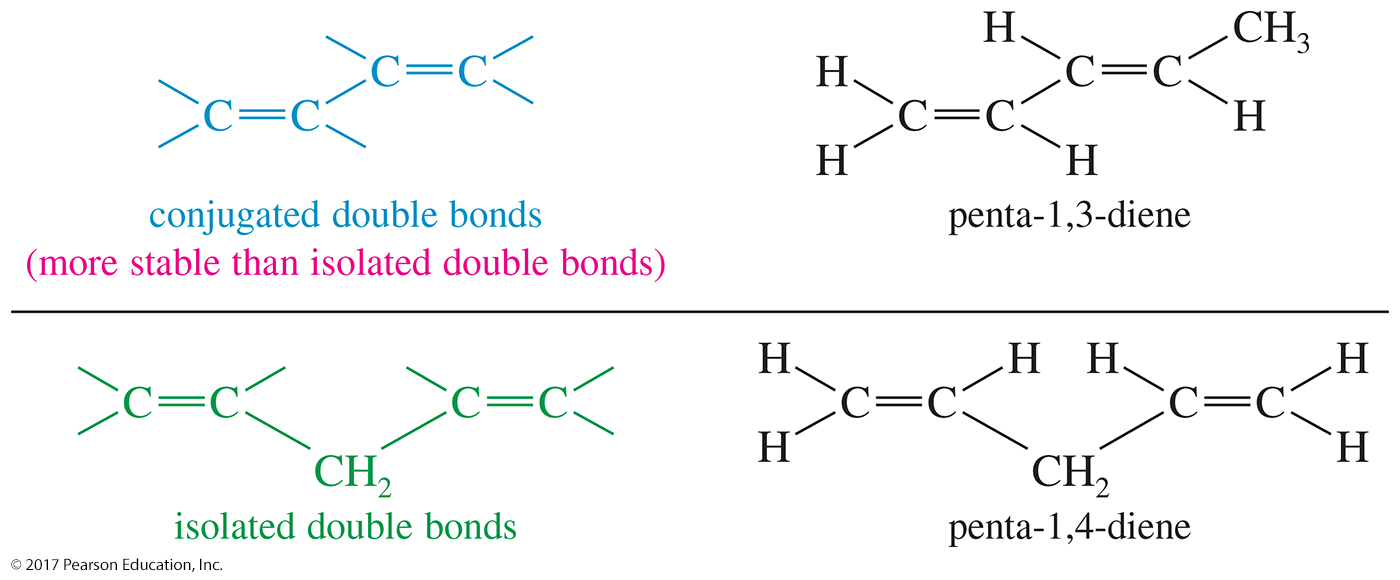 C=C
C=C
conjugated double bonds
(more stable than isolated double bonds)
H
CH₃
H
C=C
C=C
H
H
H
penta-1,3-diene
C=C
C=C
CH₂
isolated double bonds
H
H
H
H
C=C
C=C
H
H
CH₂
penta-1,4-diene
© 2017 Pearson Education, Inc.